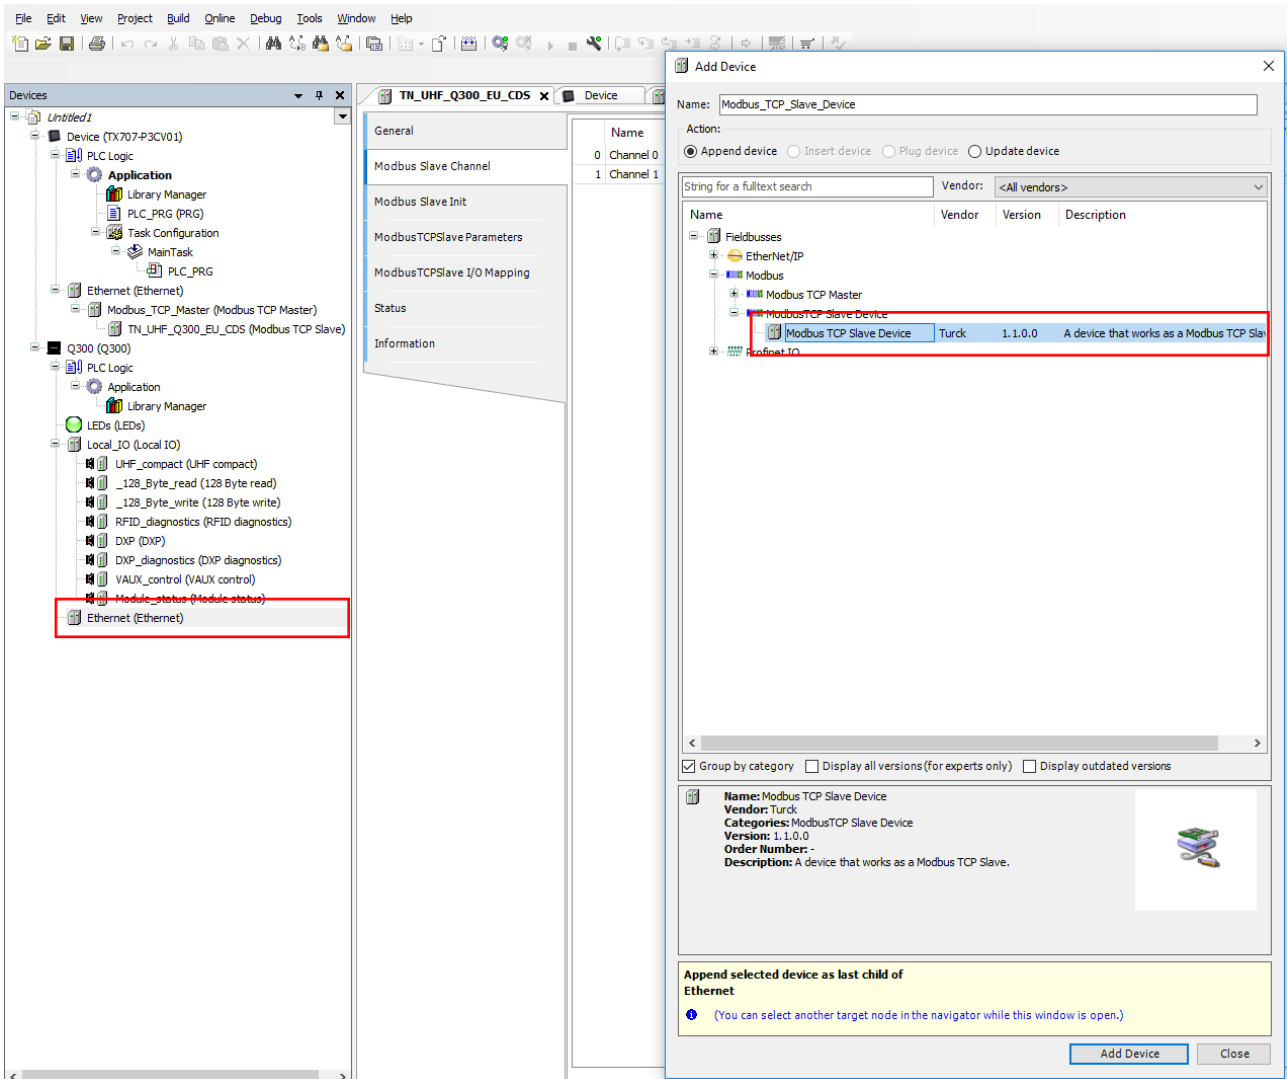 File Edit View Project Build Online Debug Tools Window Help
Devices
Untitled1
Device (TX707-P3CV01)
PLC Logic
Application
Library Manager
PLC_PRG (PRG)
Task Configuration
MainTask
PLC_PRG
Ethernet (Ethernet)
Modbus_TCP_Master (Modbus TCP Master)
TN_UHF_Q300_EU_CDS (Modbus TCP Slave)
Q300 (Q300)
PLC Logic
Application
Library Manager
LEDs (LEDs)
Local_IO (Local IO)
UHF_compact (UHF compact)
_128_Byte_read (128 Byte read)
_128_Byte_write (128 Byte write)
RFID_diagnostics (RFID diagnostics)
DXP (DXP)
DXP_diagnostics (DXP diagnostics)
VAUX_control (VAUX control)
Module_status (Module status)
Ethernet (Ethernet)
TN_UHF_Q300_EU_CDS Device
General
Modbus Slave Channel
Modbus Slave Init
ModbusTCPSlave Parameters
ModbusTCPSlave I/O Mapping
Status
Information
Name
0 Channel 0
1 Channel 1
Add Device
Name: Modbus_TCP_Slave_Device
Action:
Append device Insert device Plug device Update device
String for a fulltext search Vendor: <All vendors>
Name Vendor Version Description
Fieldbusses
EtherNet/IP
Modbus
Modbus TCP Master
ModbusTCP Slave Device
Modbus TCP Slave Device Turck 1.1.0.0 A device that works as a Modbus TCP Slav
Profinet IO
Group by category Display all versions (for experts only) Display outdated versions
Name: Modbus TCP Slave Device
Vendor: Turck
Categories: ModbusTCP Slave Device
Version: 1.1.0.0
Order Number: -
Description: A device that works as a Modbus TCP Slave.
Append selected device as last child of
Ethernet
(You can select another target node in the navigator while this window is open.)
Add Device Close